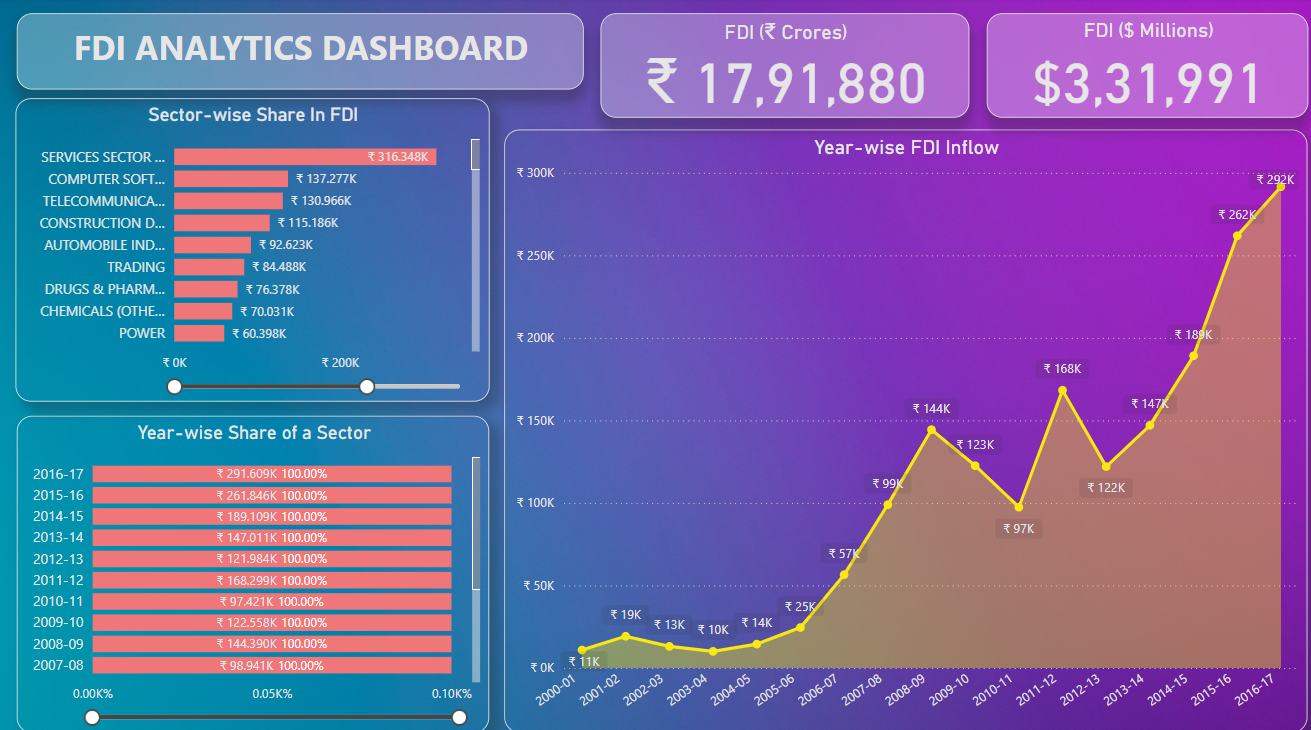 FDI ANALYTICS DASHBOARD
FDI (₹ Crores)
₹ 17,91,880
FDI ($ Millions)
$3,31,991
Sector-wise Share In FDI
SERVICES SECTOR ... ₹ 316.348K
COMPUTER SOFT... ₹ 137.277K
TELECOMMUNICA... ₹ 130.966K
CONSTRUCTION D... ₹ 115.186K
AUTOMOBILE IND... ₹ 92.623K
TRADING ₹ 84.488K
DRUGS & PHARM... ₹ 76.378K
CHEMICALS (OTHE... ₹ 70.031K
POWER ₹ 60.398K
₹ 0K ₹ 200K
Year-wise Share of a Sector
2016-17 ₹ 291.609K 100.00%
2015-16 ₹ 261.846K 100.00%
2014-15 ₹ 189.109K 100.00%
2013-14 ₹ 147.011K 100.00%
2012-13 ₹ 121.984K 100.00%
2011-12 ₹ 168.299K 100.00%
2010-11 ₹ 97.421K 100.00%
2009-10 ₹ 122.558K 100.00%
2008-09 ₹ 144.390K 100.00%
2007-08 ₹ 98.941K 100.00%
0.00K% 0.05K% 0.10K%
Year-wise FDI Inflow
₹ 300K
₹ 250K
₹ 200K
₹ 150K
₹ 100K
₹ 50K
₹ 0K
₹ 11K
₹ 19K
₹ 13K
₹ 10K
₹ 14K
₹ 25K
₹ 57K
₹ 99K
₹ 144K
₹ 123K
₹ 97K
₹ 168K
₹ 122K
₹ 147K
₹ 189K
₹ 262K
₹ 292K
2000-01 2001-02 2002-03 2003-04 2004-05 2005-06 2006-07 2007-08 2008-09 2009-10 2010-11 2011-12 2012-13 2013-14 2014-15 2015-16 2016-17